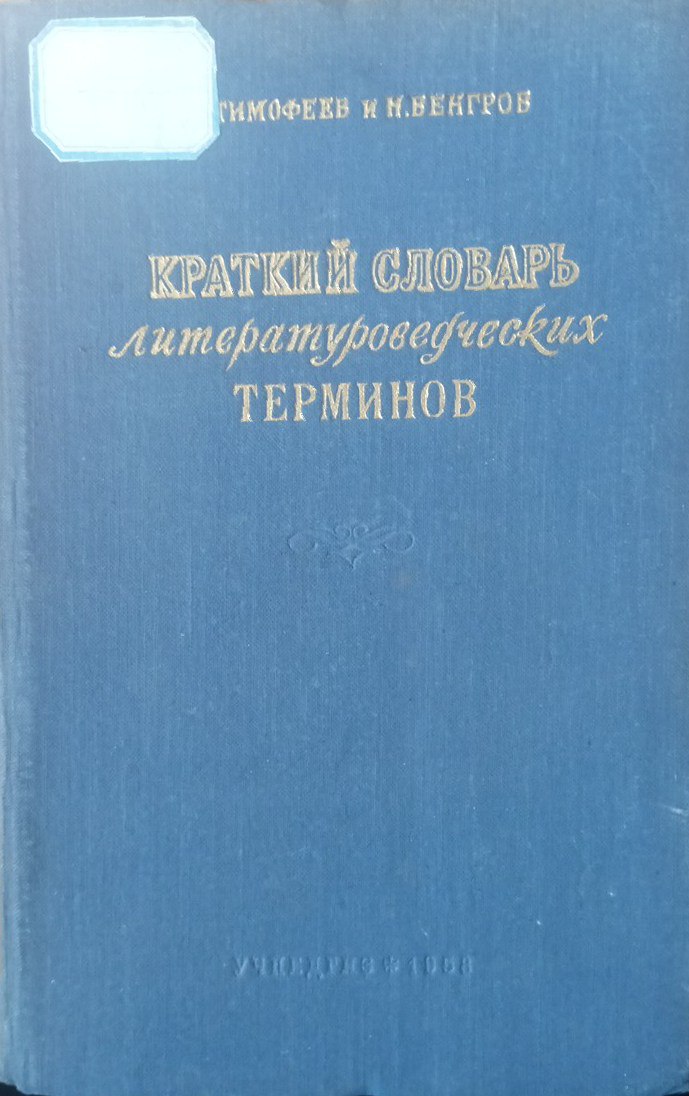 ТИМОФЕЕВ И Н. ВЕНГРОВ
КРАТКИЙ СЛОВАРЬ
литературоведческих
ТЕРМИНОВ
УЧПЕДГИЗ